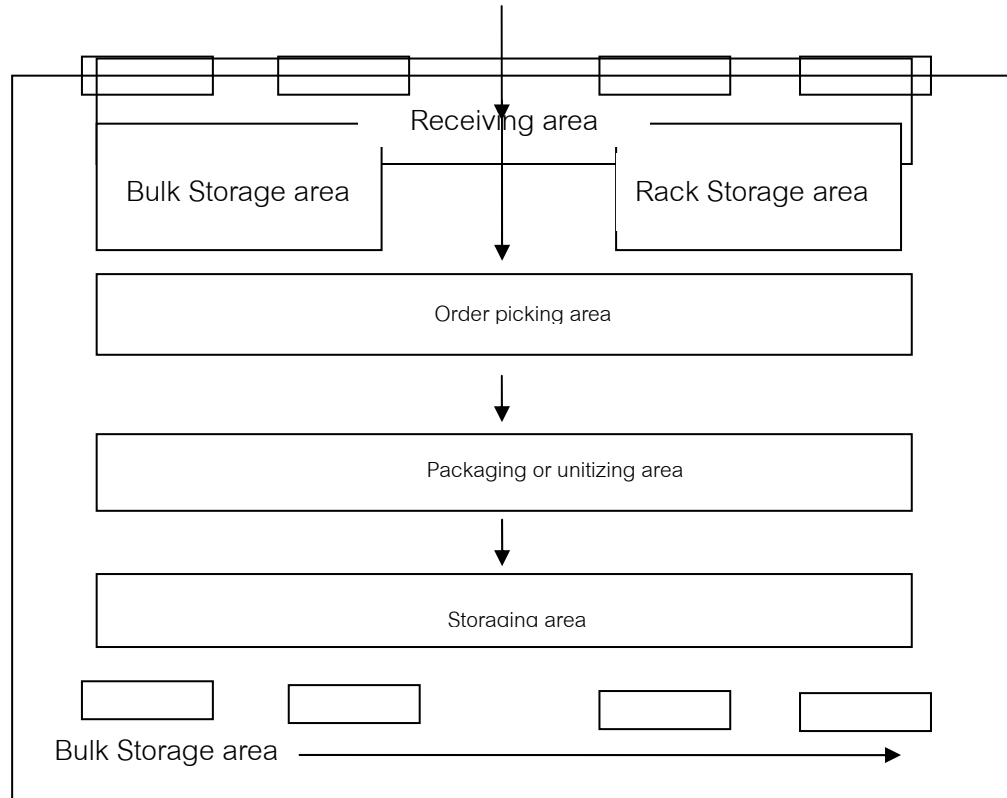 Receiving area
Bulk Storage area
Rack Storage area
Order picking area
Packaging or unitizing area
Storaging area
Bulk Storage area